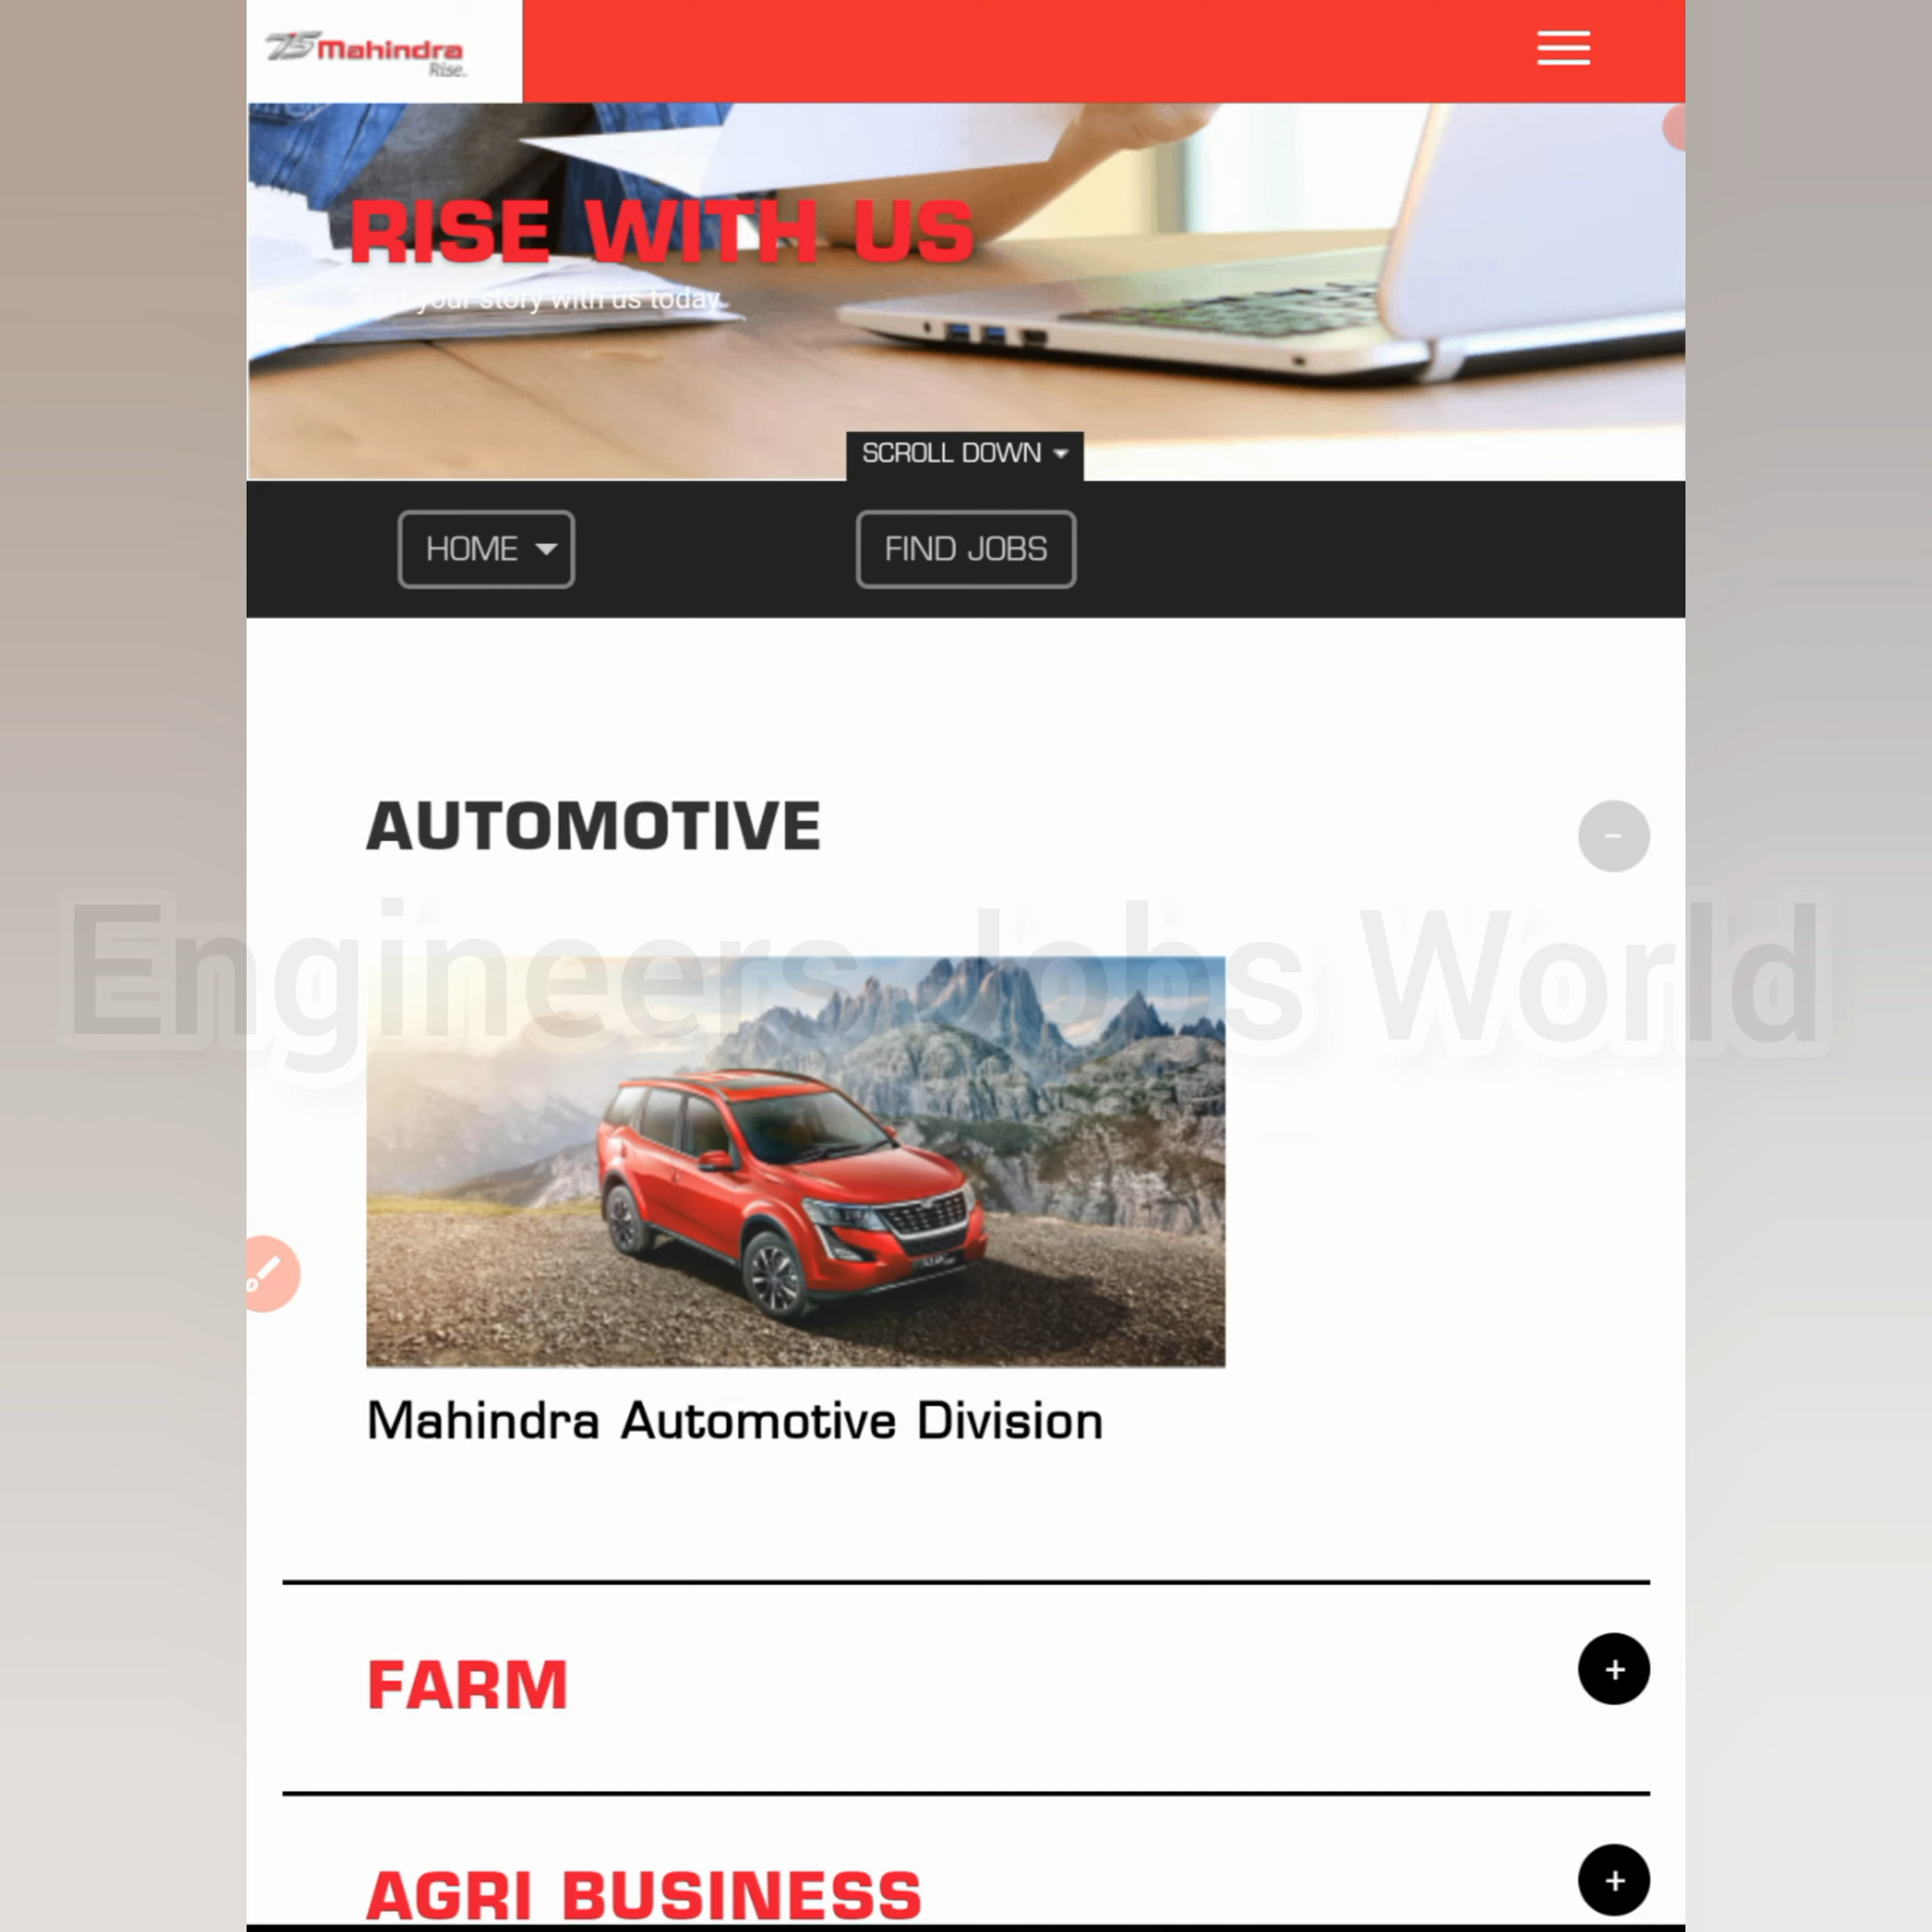 75 Mahindra
Rise.
RISE WITH US
Start your story with us today
SCROLL DOWN
HOME
FIND JOBS
AUTOMOTIVE
Engineers Jobs World
Mahindra Automotive Division
FARM
AGRI BUSINESS